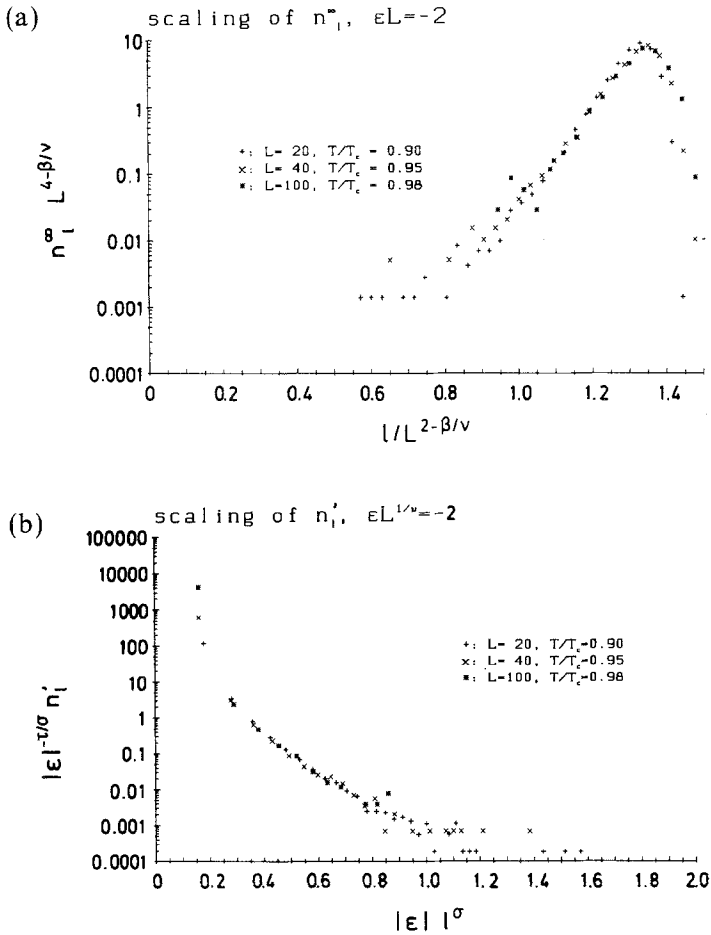 (a)
scaling of n_l^∞, εL=-2
10
1
0.1
0.01
0.001
0.0001
n_l^∞ L^{4-β/ν}
+: L= 20, T/T_c = 0.90
×: L= 40, T/T_c = 0.95
*: L=100, T/T_c = 0.98
0 0.2 0.4 0.6 0.8 1.0 1.2 1.4
l/L^{2-β/ν}
(b)
scaling of n_l', εL^{1/ν}=-2
100000
10000
1000
100
10
1
0.1
0.01
0.001
0.0001
|ε|^{-τ/σ} n_l'
+: L= 20, T/T_c=0.90
×: L= 40, T/T_c=0.95
*: L=100, T/T_c=0.98
0 0.2 0.4 0.6 0.8 1.0 1.2 1.4 1.6 1.8 2.0
|ε| l^σ